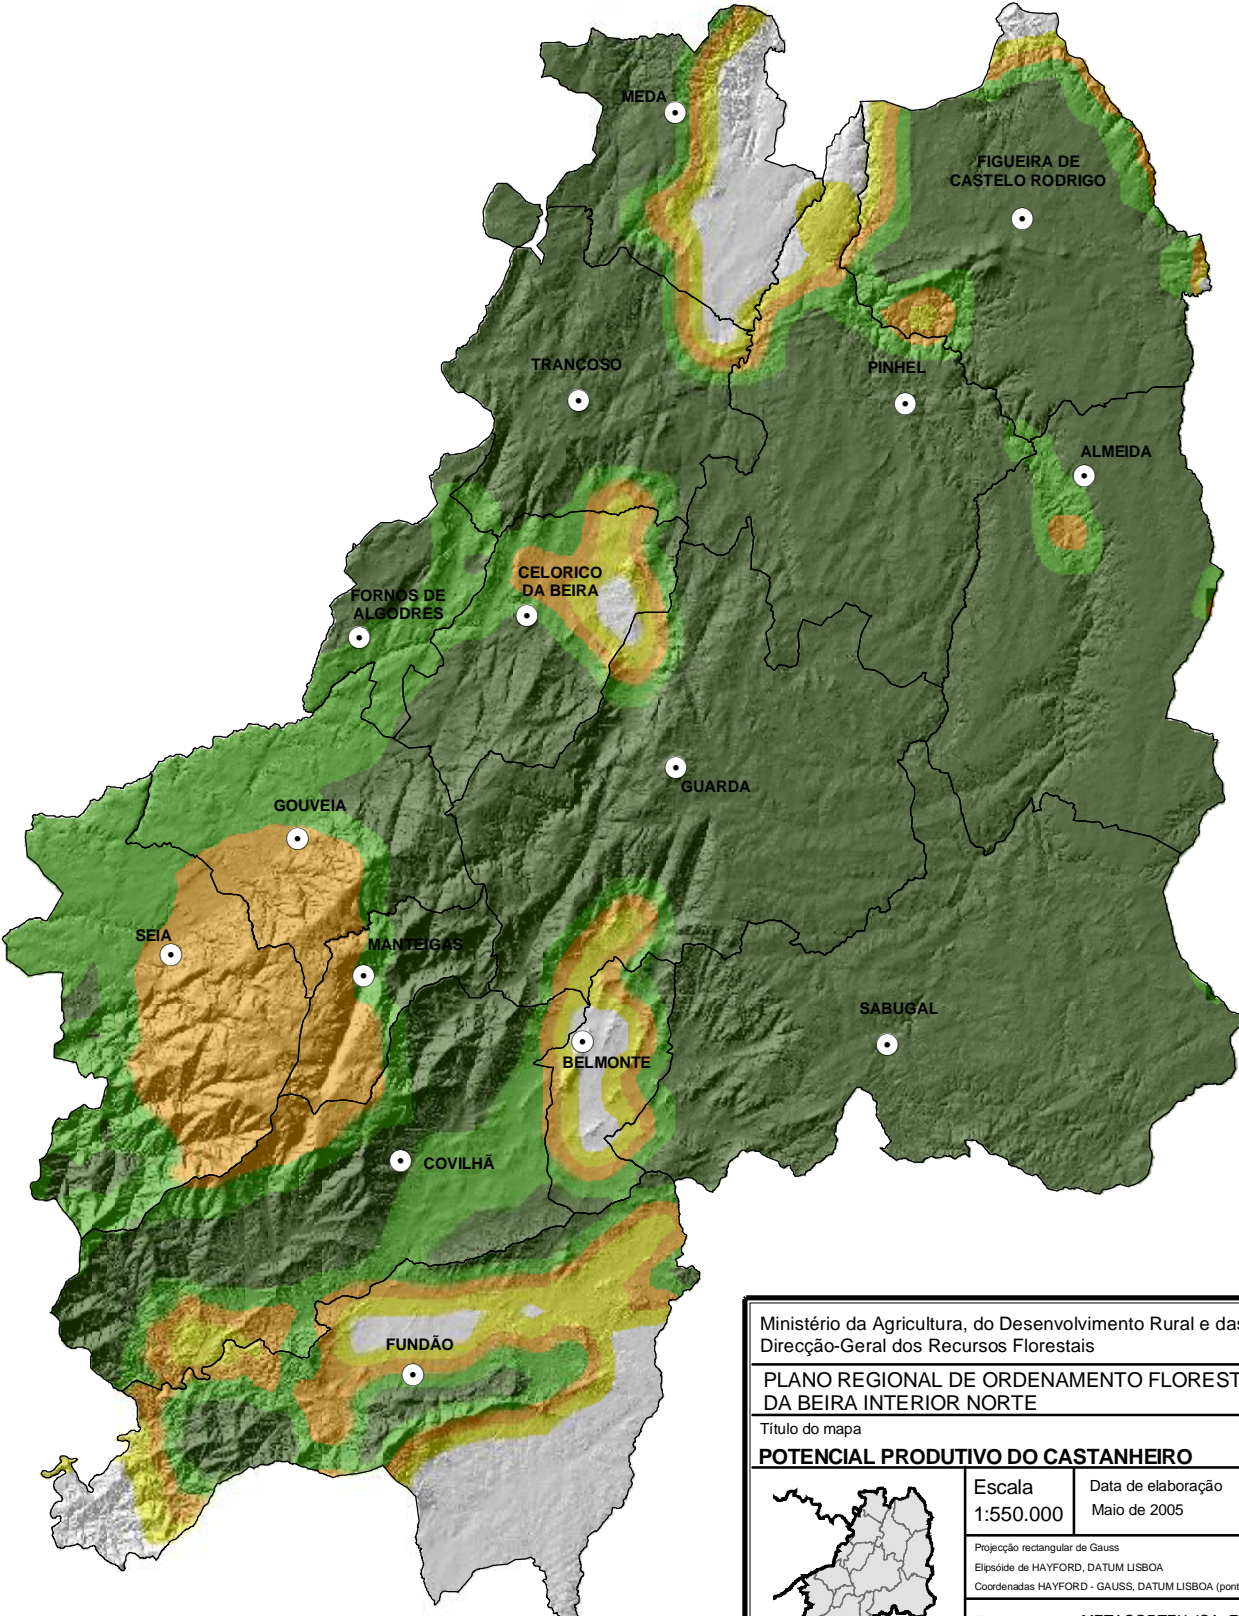 MEDA
FIGUEIRA DE
CASTELO RODRIGO
TRANCOSO
PINHEL
ALMEIDA
CELORICO
DA BEIRA
FORNOS DE
ALGODRES
GUARDA
GOUVEIA
SEIA
MANTEIGAS
SABUGAL
BELMONTE
COVILHÃ
FUNDÃO
Ministério da Agricultura, do Desenvolvimento Rural e das
Direcção-Geral dos Recursos Florestais
PLANO REGIONAL DE ORDENAMENTO FLOREST
DA BEIRA INTERIOR NORTE
Título do mapa
POTENCIAL PRODUTIVO DO CASTANHEIRO
Escala
1:550.000
Data de elaboração
Maio de 2005
Projecção rectangular de Gauss
Elipsóide de HAYFORD, DATUM LISBOA
Coordenadas HAYFORD - GAUSS, DATUM LISBOA (pont